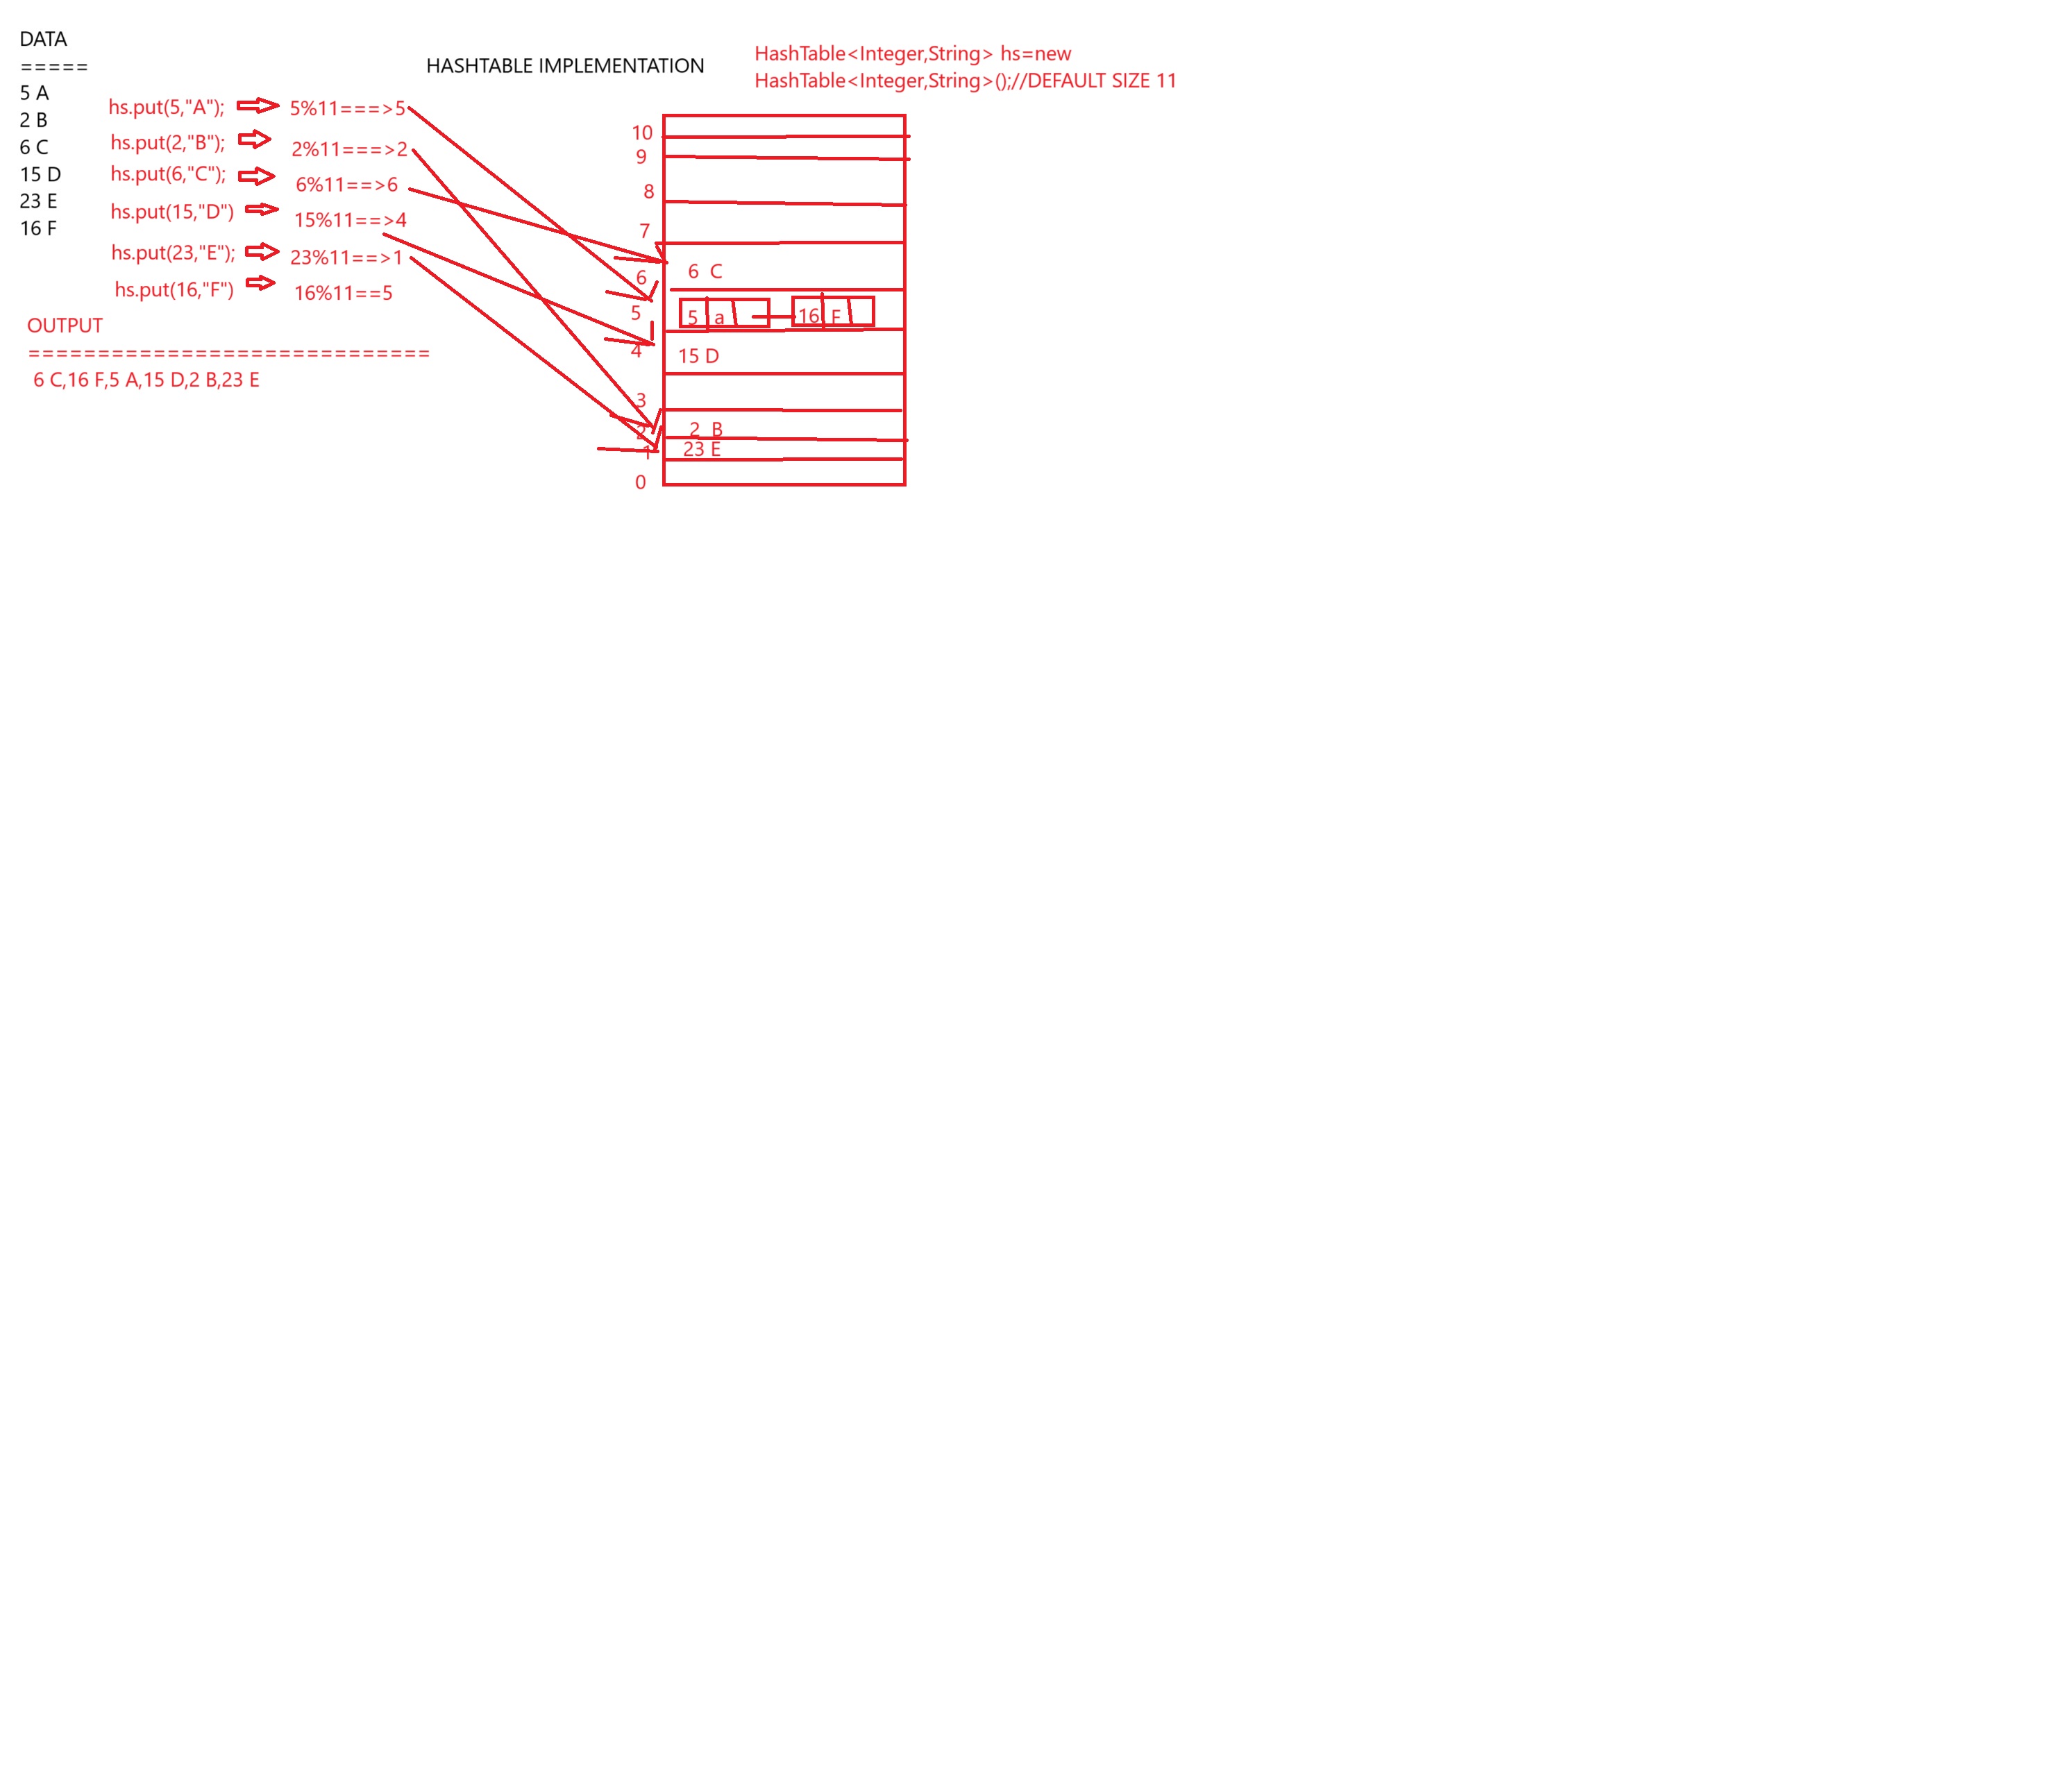 DATA
=====
5 A
2 B
6 C
15 D
23 E
16 F
HASHTABLE IMPLEMENTATION
HashTable<Integer,String> hs=new
HashTable<Integer,String>();//DEFAULT SIZE 11
hs.put(5,"A"); 5%11===>5
hs.put(2,"B"); 2%11===>2
hs.put(6,"C"); 6%11==>6
hs.put(15,"D") 15%11==>4
hs.put(23,"E"); 23%11==>1
hs.put(16,"F") 16%11==5
OUTPUT
=============================
6 C,16 F,5 A,15 D,2 B,23 E
10
9
8
7
6 6 C
5 5 a 16 F
4 15 D
3
2 2 B
1 23 E
0